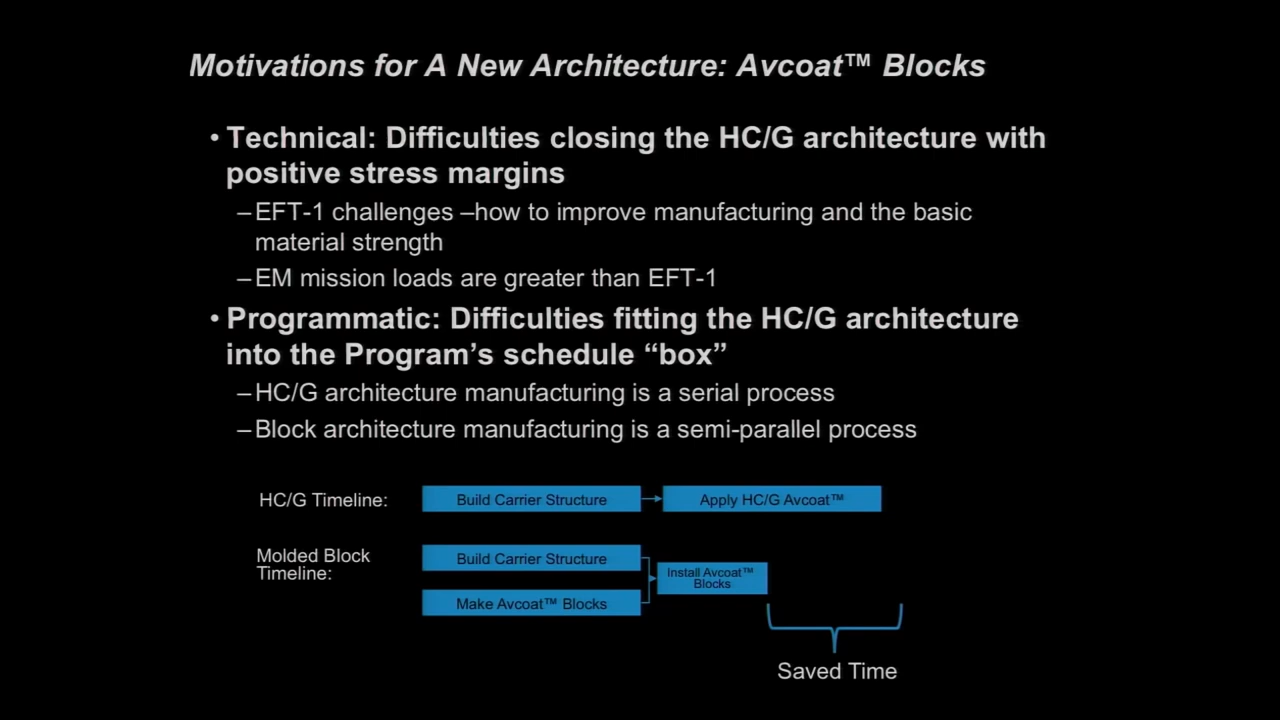 Motivations for A New Architecture: Avcoat™ Blocks
• Technical: Difficulties closing the HC/G architecture with
positive stress margins
–EFT-1 challenges –how to improve manufacturing and the basic
material strength
–EM mission loads are greater than EFT-1
• Programmatic: Difficulties fitting the HC/G architecture
into the Program’s schedule “box”
–HC/G architecture manufacturing is a serial process
–Block architecture manufacturing is a semi-parallel process
HC/G Timeline:
Build Carrier Structure
Apply HC/G Avcoat™
Molded Block
Timeline:
Build Carrier Structure
Make Avcoat™ Blocks
Install Avcoat™
Blocks
Saved Time